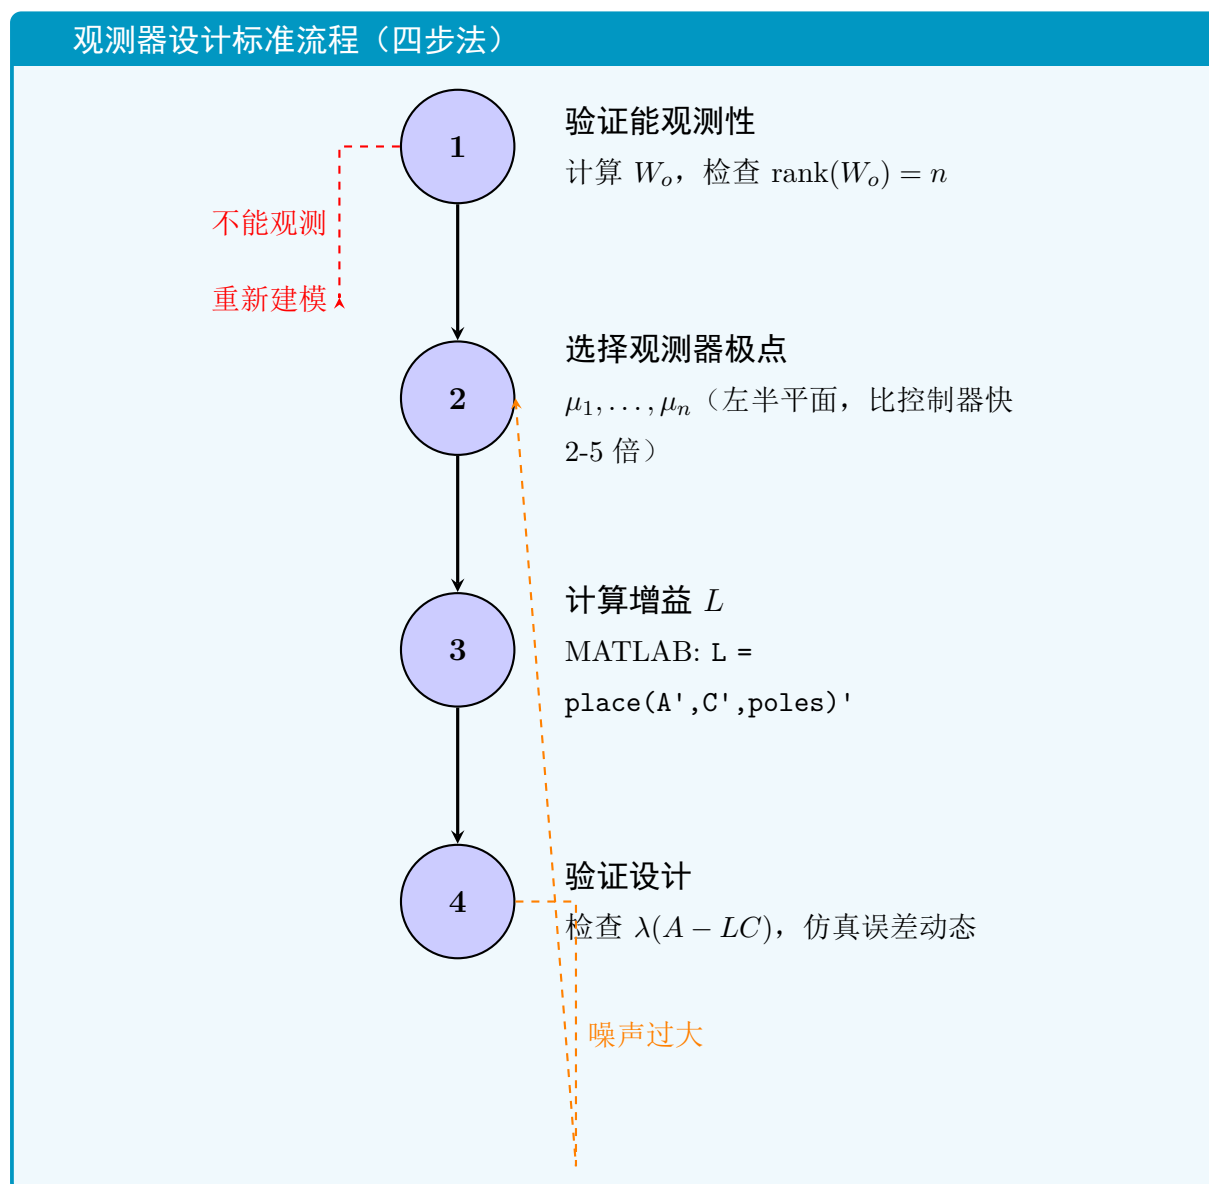 观测器设计标准流程（四步法）
1
验证能观测性
计算 Wₒ，检查 rank(Wₒ) = n
不能观测
重新建模
2
选择观测器极点
μ₁, . . . , μₙ（左半平面，比控制器快
2-5 倍）
3
计算增益 L
MATLAB: L =
place(A',C',poles)'
4
验证设计
检查 λ(A − LC)，仿真误差动态
噪声过大